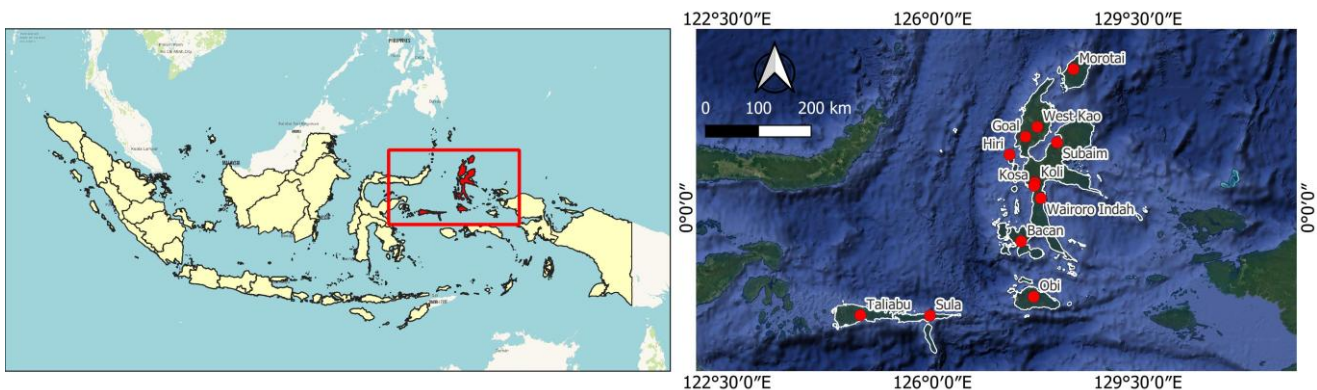 122°30′0″E 126°0′0″E 129°30′0″E
Morotai
0 100 200 km
West Kao
Goal
Hiri
Subaim
Kosa Koli
Wairoro Indah
0°0′0″ 0°0′0″
Bacan
Obi
Taliabu Sula
122°30′0″E 126°0′0″E 129°30′0″E